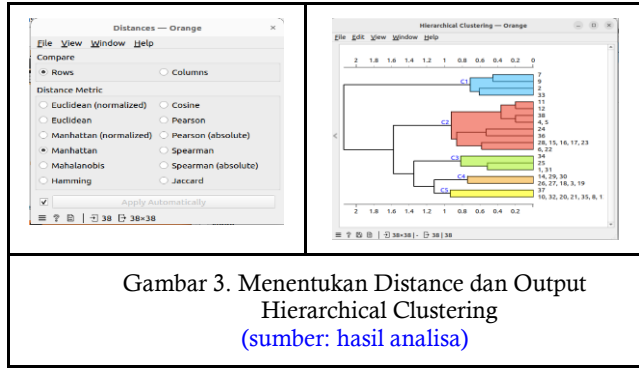 Distances — Orange
File View Window Help
Compare
Rows Columns
Distance Metric
Euclidean (normalized) Cosine
Euclidean Pearson
Manhattan (normalized) Pearson (absolute)
Manhattan Spearman
Mahalanobis Spearman (absolute)
Hamming Jaccard
Apply Automatically
38 38×38
Hierarchical Clustering — Orange
File Edit View Window Help
2 1.8 1.6 1.4 1.2 1 0.8 0.6 0.4 0.2 0
C1
7
9
2
33
C2
11
12
38
4, 5
24
36
28, 15, 16, 17, 23
6, 22
C3
34
25
1, 31
C4
14, 29, 30
26, 27, 18, 3, 19
C5
37
10, 32, 20, 21, 35, 8, 1
2 1.8 1.6 1.4 1.2 1 0.8 0.6 0.4 0.2 0
38×38 | - 38 | 38
Gambar 3. Menentukan Distance dan Output
Hierarchical Clustering
(sumber: hasil analisa)